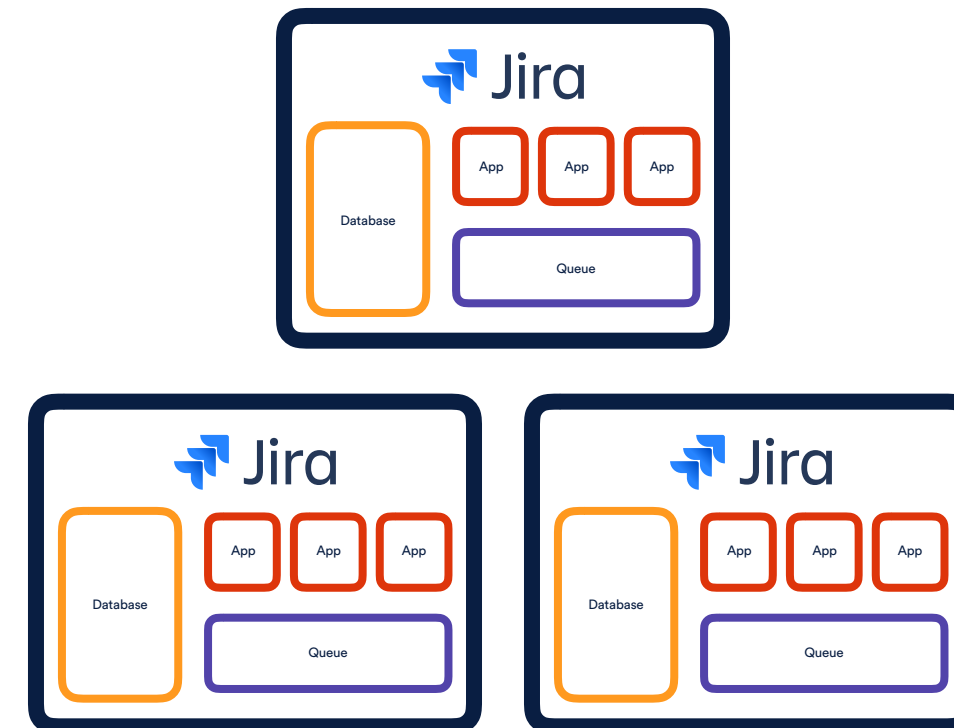 Jira
App App App
Database
Queue
Jira Jira
App App App App App App
Database Database
Queue Queue